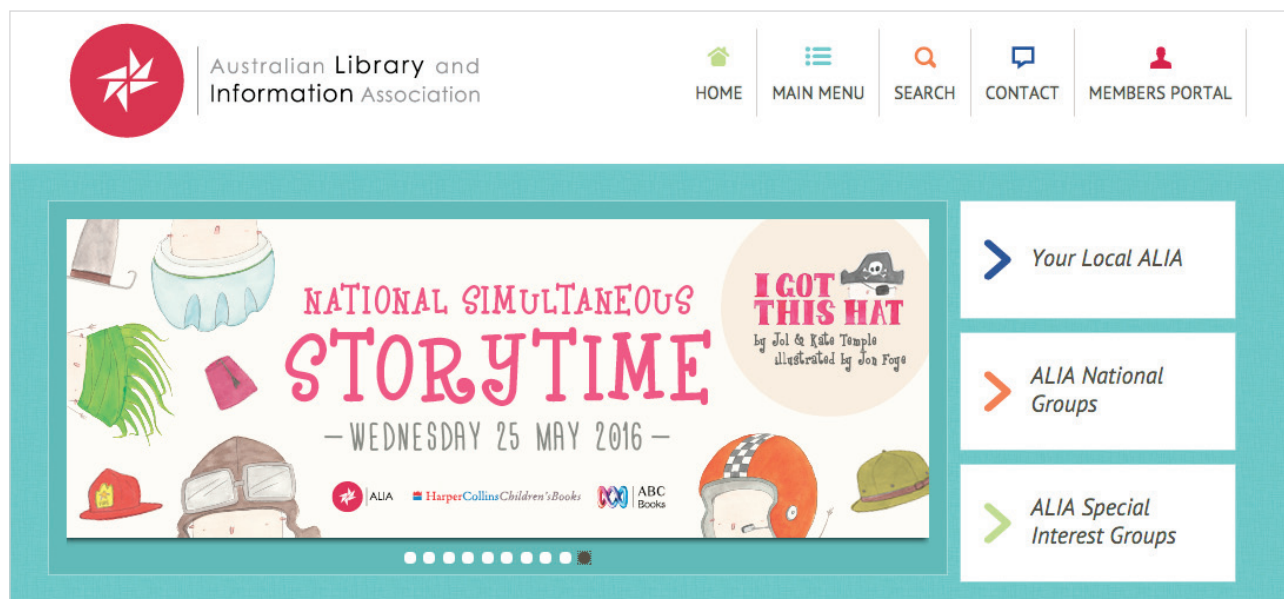 Australian Library and
Information Association
HOME
MAIN MENU
SEARCH
CONTACT
MEMBERS PORTAL
NATIONAL SIMULTANEOUS
STORYTIME
– WEDNESDAY 25 MAY 2016 –
ALIA
HarperCollinsChildren'sBooks
ABC
Books
I GOT
THIS HAT
by Jol & Kate Temple
illustrated by Jon Foye
Your Local ALIA
ALIA National
Groups
ALIA Special
Interest Groups